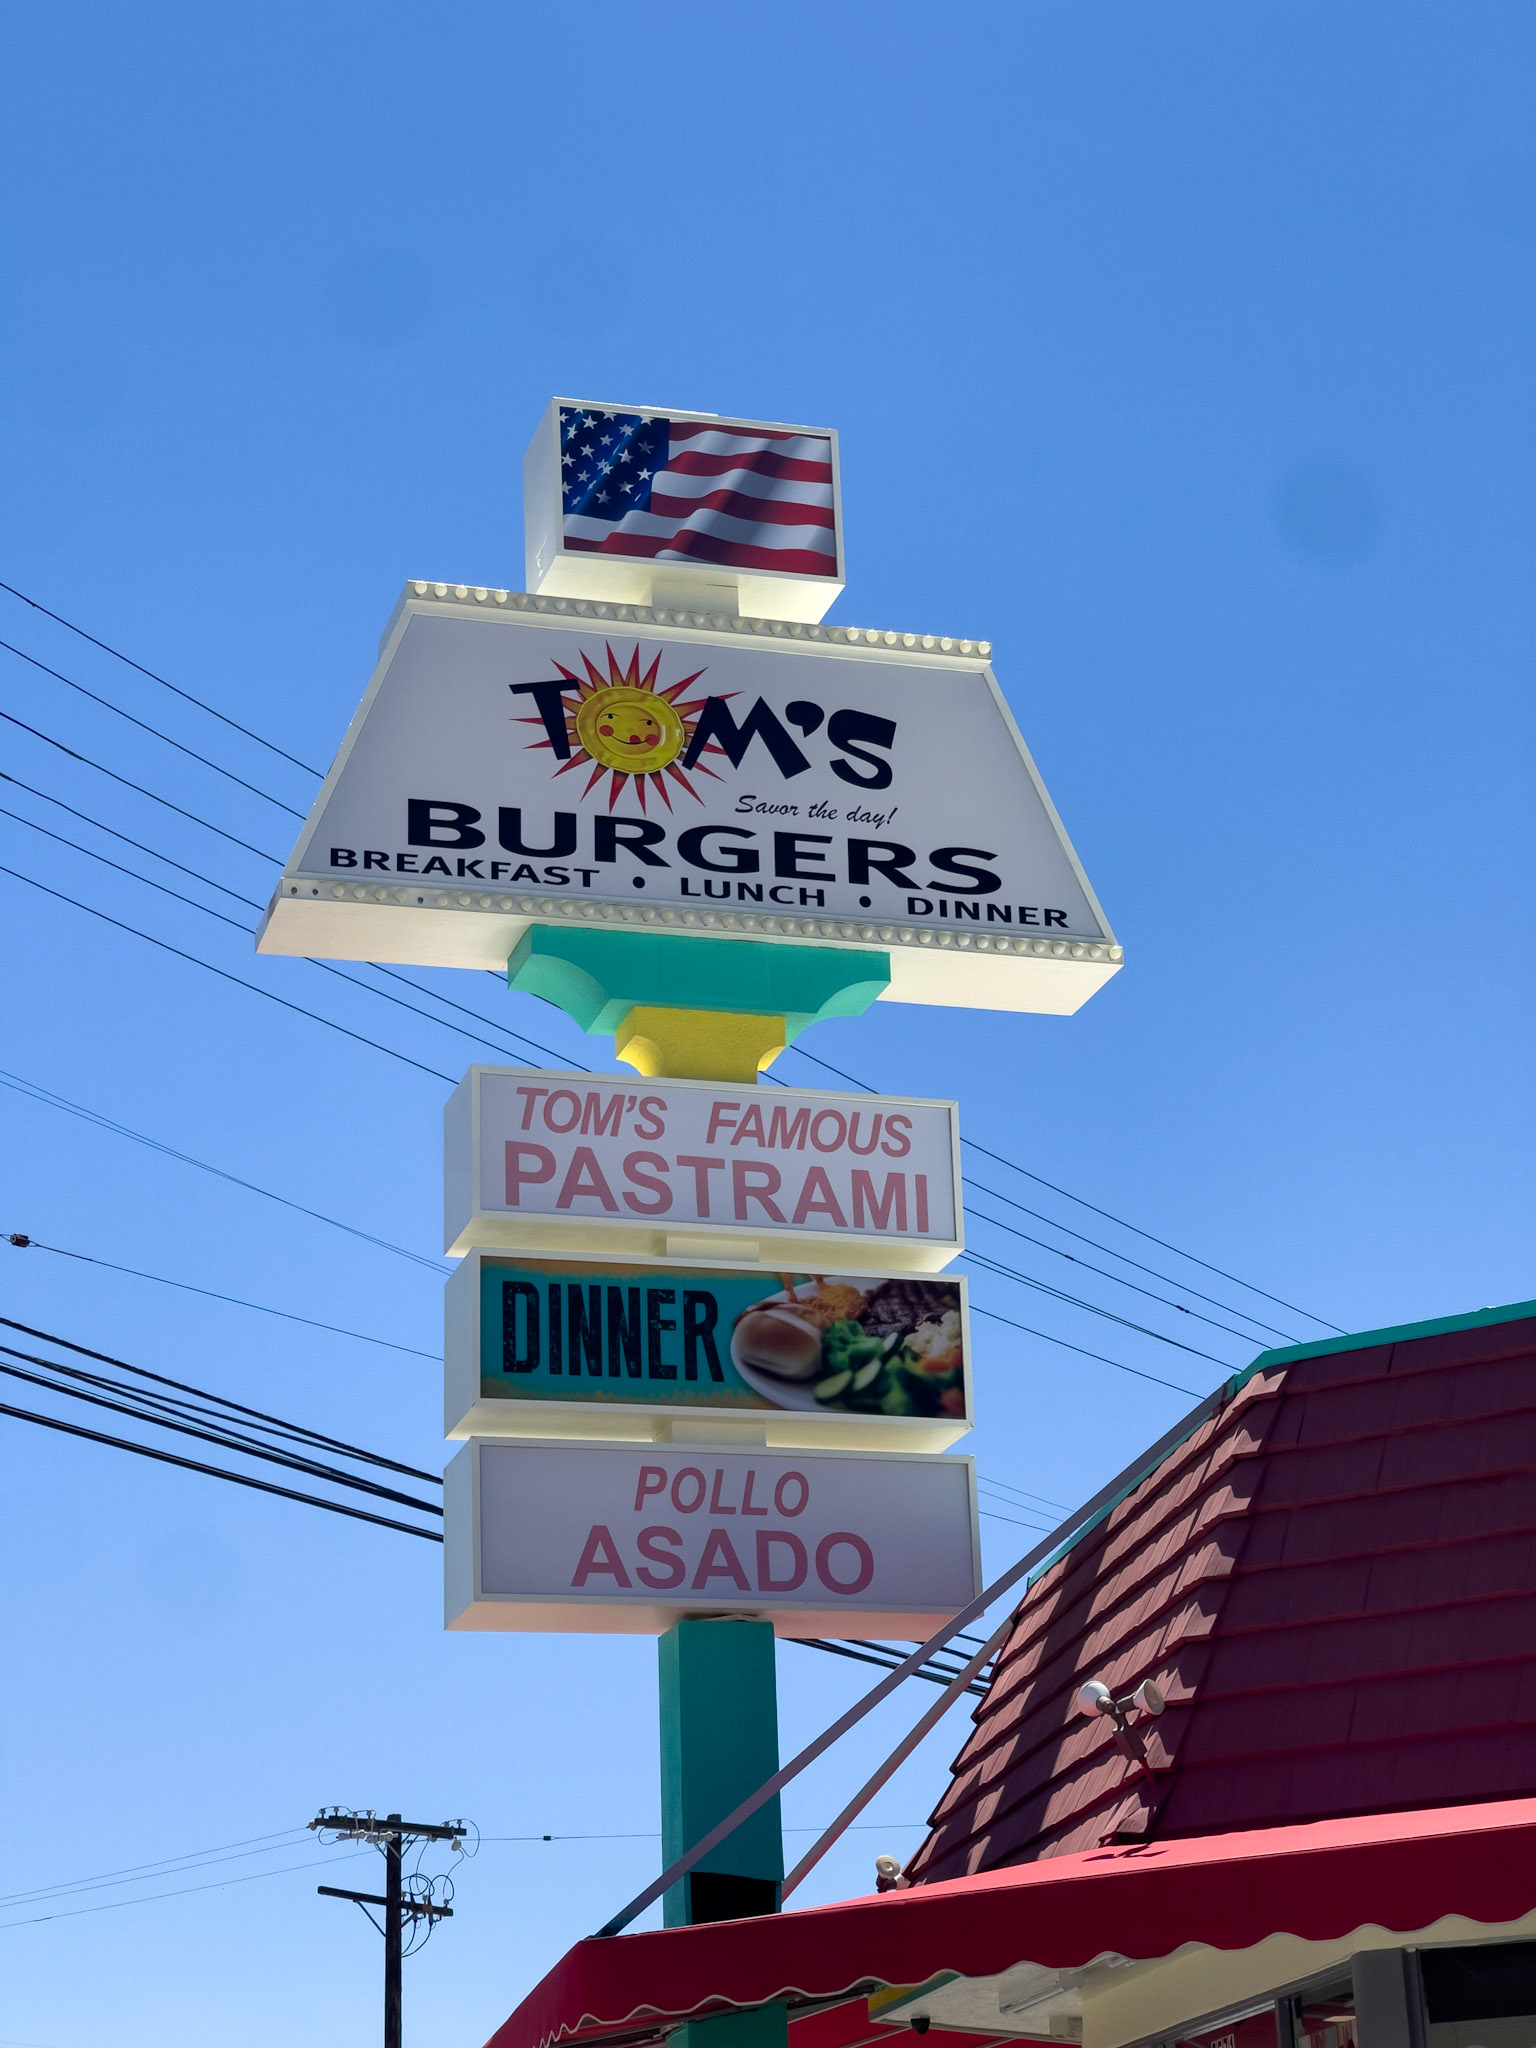 TOM'S
Savor the day!
BURGERS
BREAKFAST • LUNCH • DINNER
TOM'S FAMOUS
PASTRAMI
DINNER
POLLO
ASADO